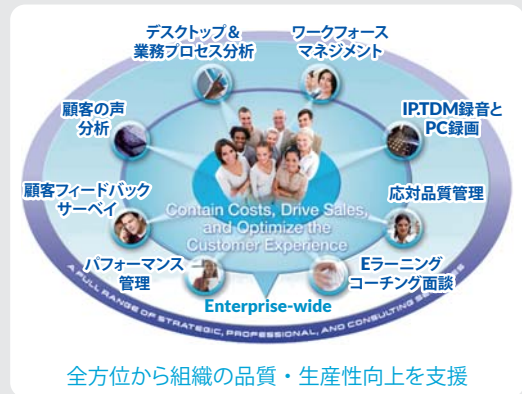 デスクトップ＆
業務プロセス分析
ワークフォース
マネジメント
顧客の声
分析
IP.TDM録音と
PC録画
顧客フィードバック
サーベイ
応対品質管理
Contain Costs, Drive Sales,
and Optimize the
Customer Experience
パフォーマンス
管理
Eラーニング
コーチング面談
Enterprise-wide
A FULL RANGE OF STRATEGIC, PROFESSIONAL, AND CONSULTING SERVICES
全方位から組織の品質・生産性向上を支援